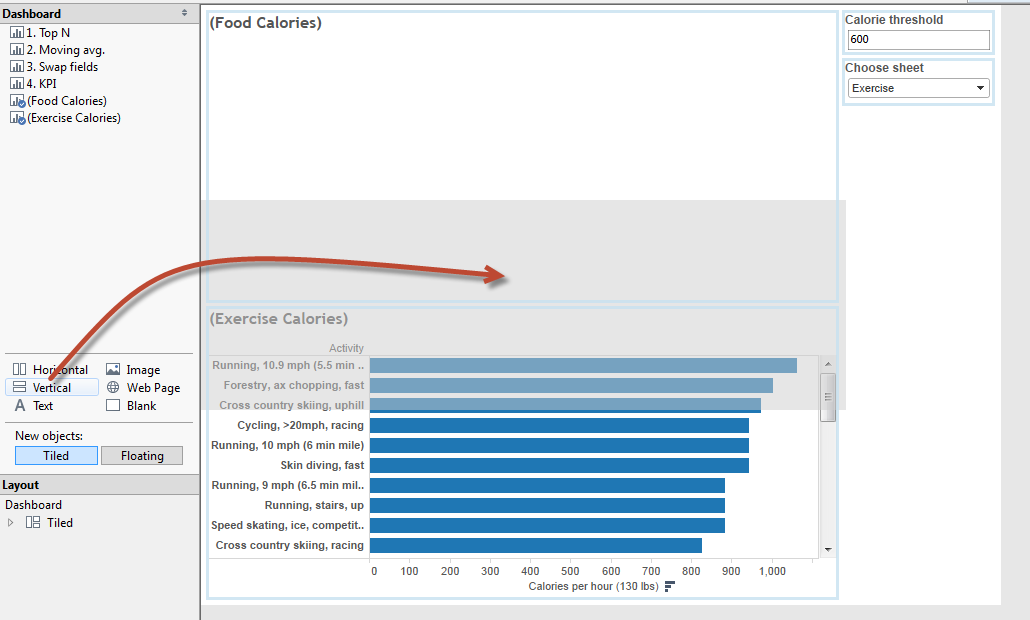 Dashboard
1. Top N
2. Moving avg.
3. Swap fields
4. KPI
(Food Calories)
(Exercise Calories)
Horizontal
Image
Vertical
Web Page
Text
Blank
New objects:
Tiled
Floating
Layout
Dashboard
Tiled
(Food Calories)
(Exercise Calories)
Activity
Running, 10.9 mph (5.5 min ..
Forestry, ax chopping, fast
Cross country skiing, uphill
Cycling, >20mph, racing
Running, 10 mph (6 min mile)
Skin diving, fast
Running, 9 mph (6.5 min mil..
Running, stairs, up
Speed skating, ice, competit..
Cross country skiing, racing
0 100 200 300 400 500 600 700 800 900 1,000
Calories per hour (130 lbs)
Calorie threshold
600
Choose sheet
Exercise